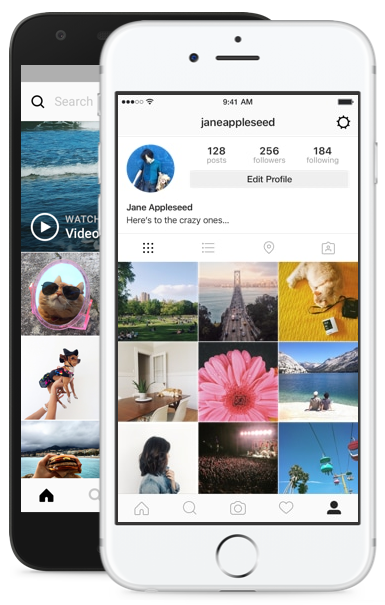 Search
WATCH
Video
9:41 AM
janeappleseed
128
posts
256
followers
184
following
Edit Profile
Jane Appleseed
Here's to the crazy ones...